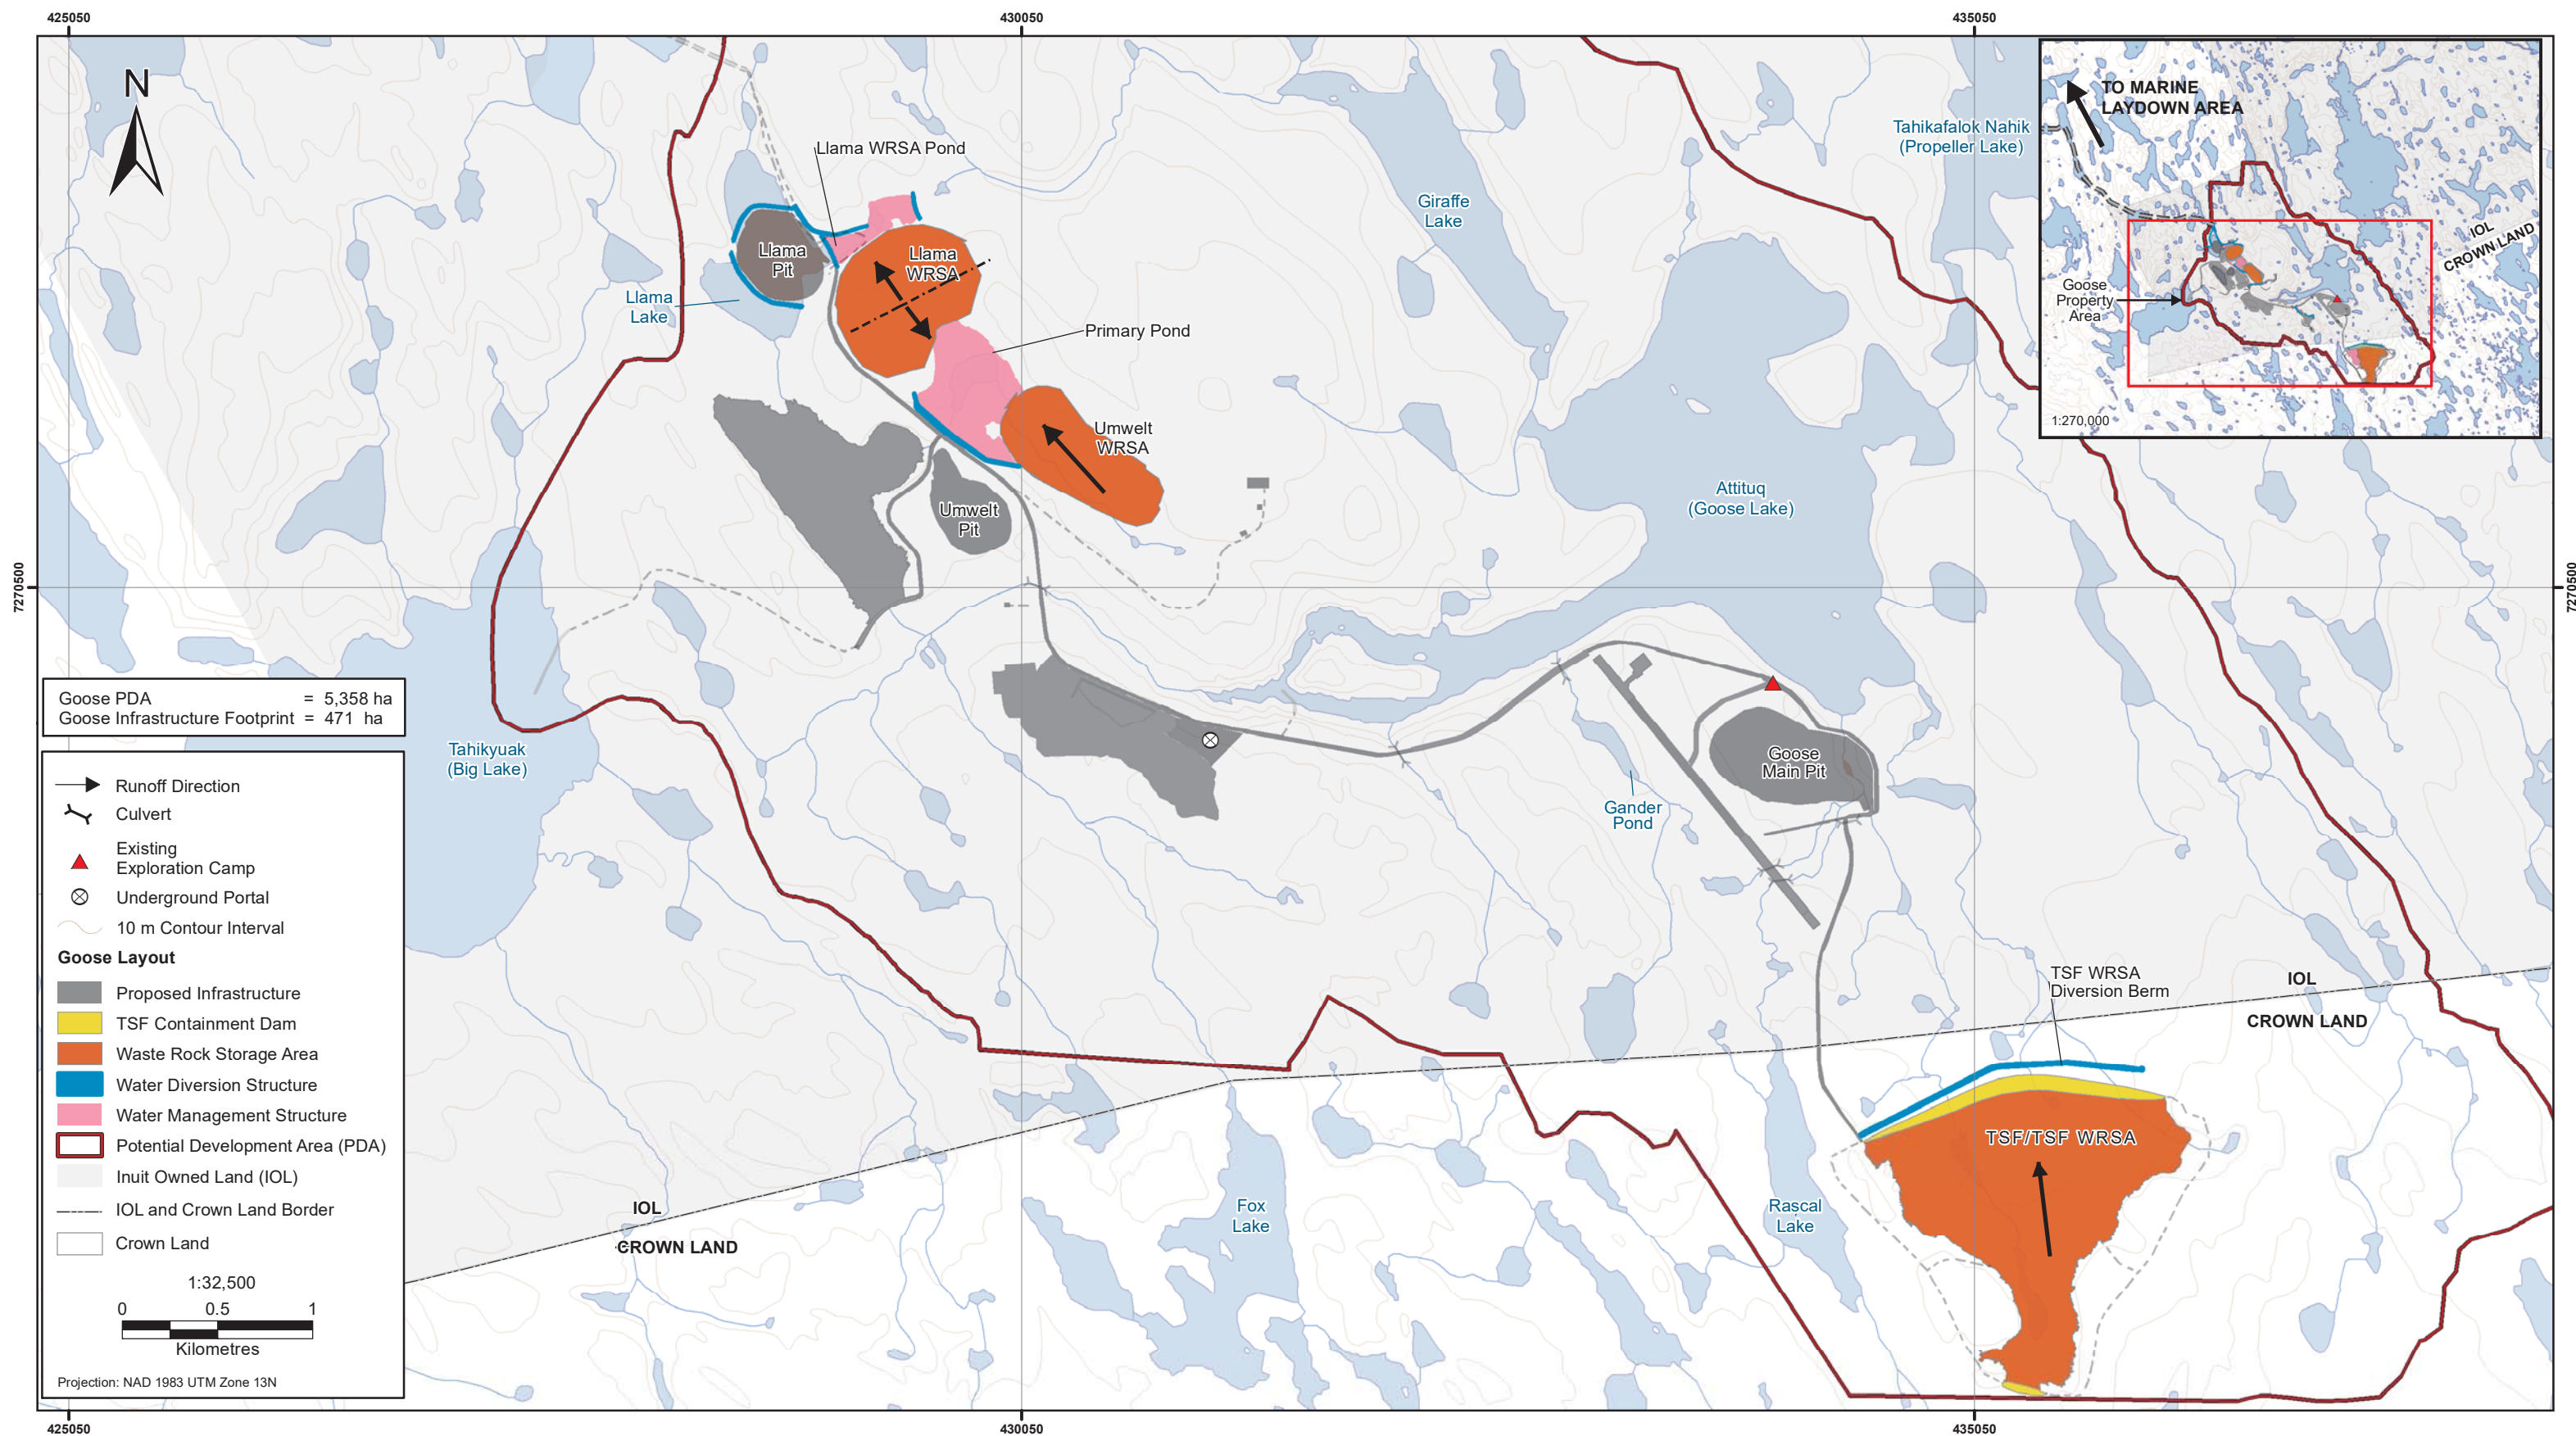 425050
430050
435050
N
TO MARINE
LAYDOWN AREA
IOL
CROWN LAND
Goose
Property
Area
1:270,000
Tahikafalok Nahik
(Propeller Lake)
Llama WRSA Pond
Giraffe
Lake
Llama
Pit
Llama
WRSA
Llama
Lake
Primary Pond
Umwelt
WRSA
Umwelt
Pit
Attituq
(Goose Lake)
7270500
7270500
Goose PDA = 5,358 ha
Goose Infrastructure Footprint = 471 ha
Tahikyuak
(Big Lake)
Goose
Main Pit
Gander
Pond
Runoff Direction
Culvert
Existing
Exploration Camp
Underground Portal
10 m Contour Interval
Goose Layout
Proposed Infrastructure
TSF Containment Dam
Waste Rock Storage Area
Water Diversion Structure
Water Management Structure
Potential Development Area (PDA)
Inuit Owned Land (IOL)
IOL and Crown Land Border
Crown Land
1:32,500
0 0.5 1
Kilometres
Projection: NAD 1983 UTM Zone 13N
TSF WRSA
Diversion Berm
IOL
CROWN LAND
TSF/TSF WRSA
IOL
CROWN LAND
Fox
Lake
Rascal
Lake
425050
430050
435050